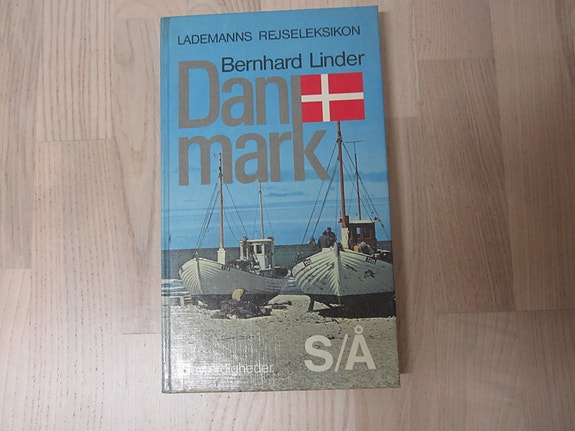 LADEMANNS REJSELEKSIKON
Bernhard Linder
Dan
mark
S/Å